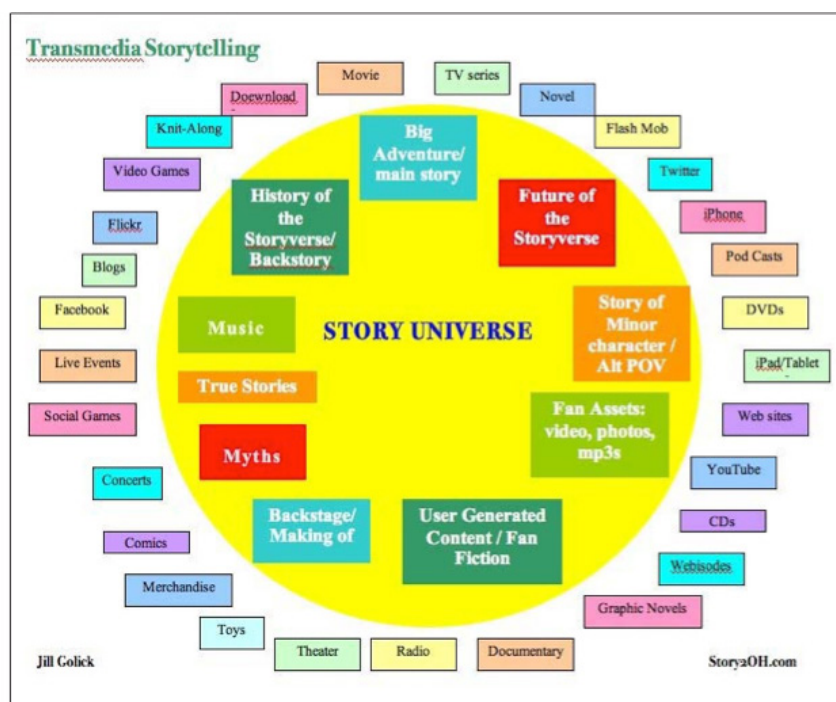 Transmedia Storytelling
Movie
TV series
Doewnload
Novel
Knit-Along
Flash Mob
Video Games
Twitter
Flickr
iPhone
Blogs
Pod Casts
Facebook
DVDs
Live Events
iPad/Tablet
Social Games
Web sites
Concerts
YouTube
Comics
CDs
Merchandise
Webisodes
Toys
Graphic Novels
Theater
Radio
Documentary
Big
Adventure/
main story
History of
the
Storyverse/
Backstory
Future of
the
Storyverse
Music
STORY UNIVERSE
Story of
Minor
character /
Alt POV
True Stories
Fan Assets:
video, photos,
mp3s
Myths
Backstage/
Making of
User Generated
Content / Fan
Fiction
Jill Golick
Story2OH.com